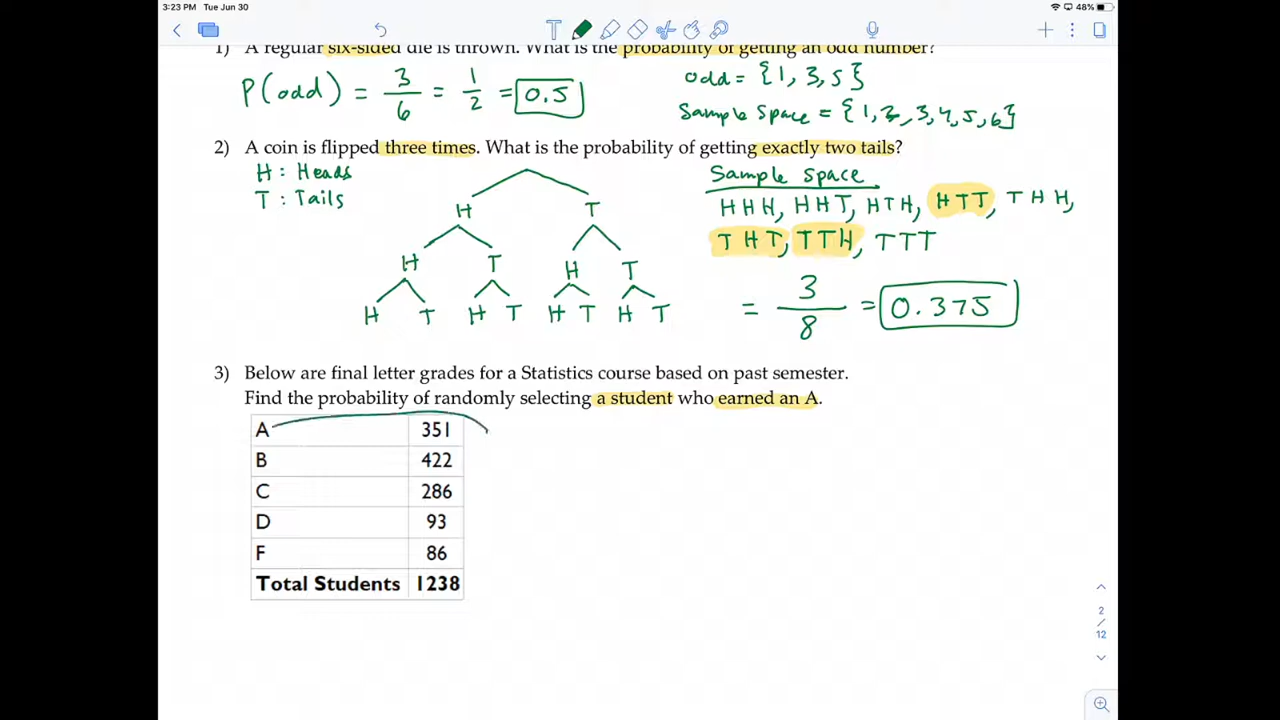 3:23 PM Tue Jun 30
48%
T
1) A regular six-sided die is thrown. What is the probability of getting an odd number?
P(odd) = 3/6 = 1/2 = 0.5
odd = {1, 3, 5}
Sample Space = {1, 2, 3, 4, 5, 6}
2) A coin is flipped three times. What is the probability of getting exactly two tails?
H : Heads
T : Tails
Sample Space
HHH, HHT, HTH, HTT, THH,
THT, TTH, TTT
H T
H T H T
H T H T H T H T
= 3/8 = 0.375
3) Below are final letter grades for a Statistics course based on past semester.
Find the probability of randomly selecting a student who earned an A.
A 351
B 422
C 286
D 93
F 86
Total Students 1238
2
/
12